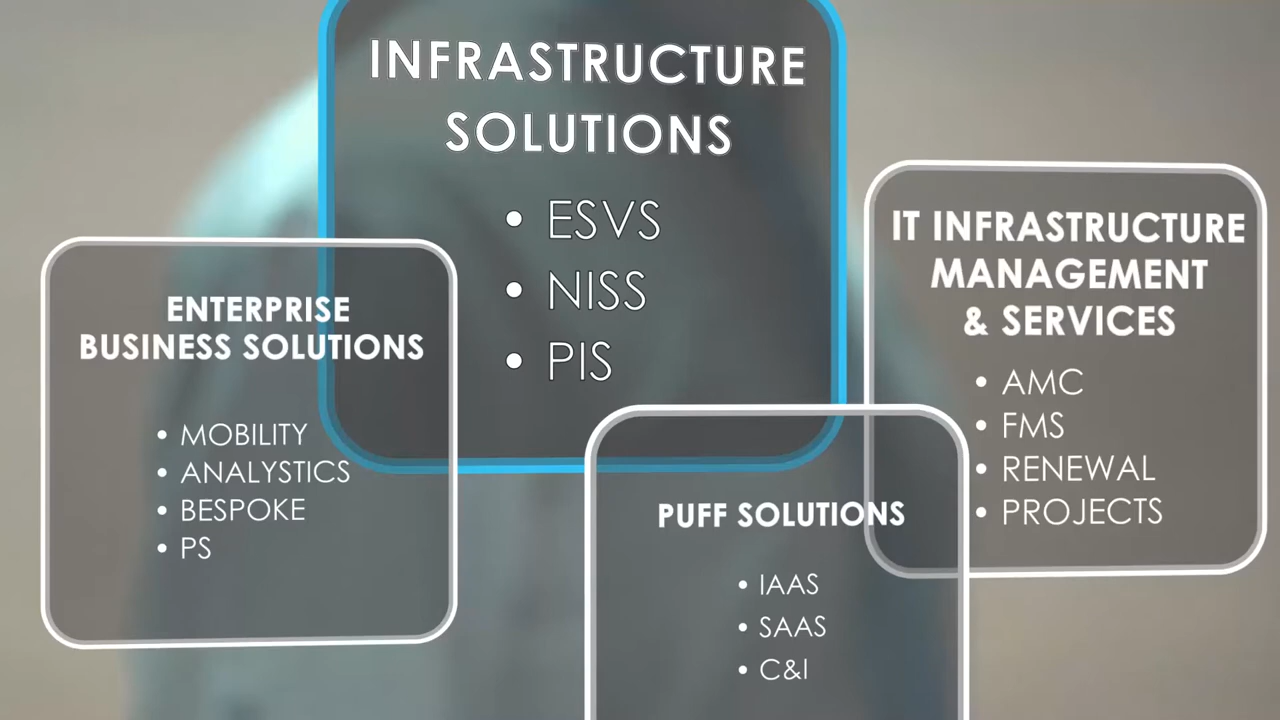 INFRASTRUCTURE
SOLUTIONS
• ESVS
• NISS
• PIS
ENTERPRISE
BUSINESS SOLUTIONS
• MOBILITY
• ANALYSTICS
• BESPOKE
• PS
IT INFRASTRUCTURE
MANAGEMENT
& SERVICES
• AMC
• FMS
• RENEWAL
• PROJECTS
PUFF SOLUTIONS
• IAAS
• SAAS
• C&I